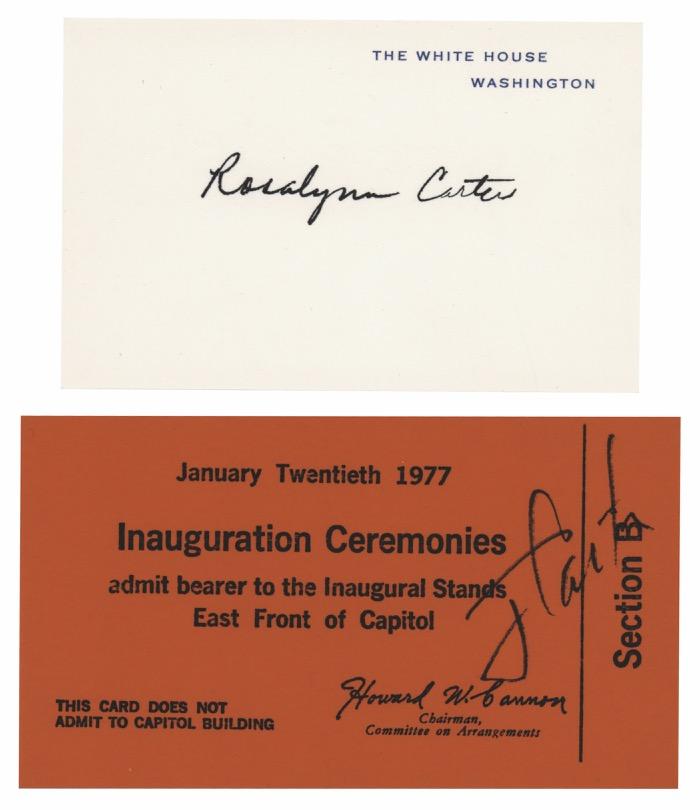 THE WHITE HOUSE
WASHINGTON
Rosalynn Carter
January Twentieth 1977
Inauguration Ceremonies
admit bearer to the Inaugural Stands
East Front of Capitol
THIS CARD DOES NOT
ADMIT TO CAPITOL BUILDING
Howard W. Cannon
Chairman,
Committee on Arrangements
Section B